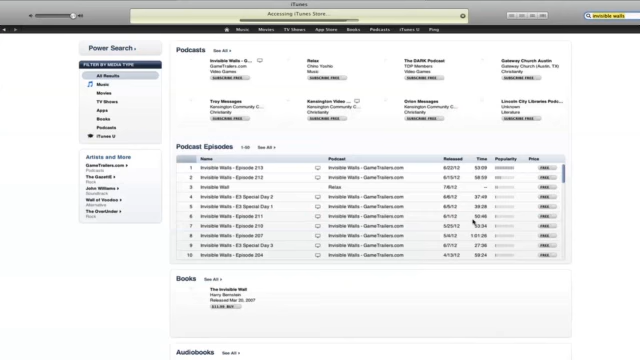 iTunes
Accessing iTunes Store...
invisible walls
Music Movies TV Shows App Store Books Podcasts iTunes U Ping
Power Search
FILTER BY MEDIA TYPE
All Results
Music
Movies
TV Shows
Apps
Books
Podcasts
iTunes U
Artists and More
GameTrailers.com
Podcasts
The Gazette
Rock
John Williams
Soundtrack
Wall of Voodoo
Alternative
The OverUnder
Rock
Podcasts See All
Invisible Walls - G...
GameTrailers.com
Video Games
SUBSCRIBE FREE
Relax
Chino Yoshio
Music
SUBSCRIBE FREE
The DARK Podcast
TDP Members
Video Games
SUBSCRIBE FREE
Gateway Church Austin
Gateway Church (Austin, TX)
Christianity
SUBSCRIBE FREE
Troy Messages
Kensington Community C...
Christianity
SUBSCRIBE FREE
Kensington Video ...
Kensington Community C...
Christianity
SUBSCRIBE FREE
Orion Messages
Kensington Community C...
Christianity
SUBSCRIBE FREE
Lincoln City Libraries Podc...
Unknown
Literature
SUBSCRIBE FREE
Podcast Episodes 1-50 See All
Name Podcast Released Time Popularity Price
1 Invisible Walls - Episode 213 Invisible Walls - GameTrailers.com 6/22/12 53:09 FREE
2 Invisible Walls - Episode 212 Invisible Walls - GameTrailers.com 6/15/12 58:59 FREE
3 Invisible Wall Relax 7/6/12 -- FREE
4 Invisible Walls - E3 Special Day 2 Invisible Walls - GameTrailers.com 6/6/12 37:49 FREE
5 Invisible Walls - E3 Special Day 1 Invisible Walls - GameTrailers.com 6/5/12 39:28 FREE
6 Invisible Walls - Episode 211 Invisible Walls - GameTrailers.com 6/1/12 50:46 FREE
7 Invisible Walls - Episode 210 Invisible Walls - GameTrailers.com 5/25/12 53:34 FREE
8 Invisible Walls - Episode 207 Invisible Walls - GameTrailers.com 5/4/12 1:01:26 FREE
9 Invisible Walls - E3 Special Day 3 Invisible Walls - GameTrailers.com 6/7/12 27:36 FREE
10 Invisible Walls - Episode 204 Invisible Walls - GameTrailers.com 4/13/12 59:24 FREE
Books See All
The Invisible Wall
Harry Bernstein
Released Mar 20, 2007
Audiobooks See All